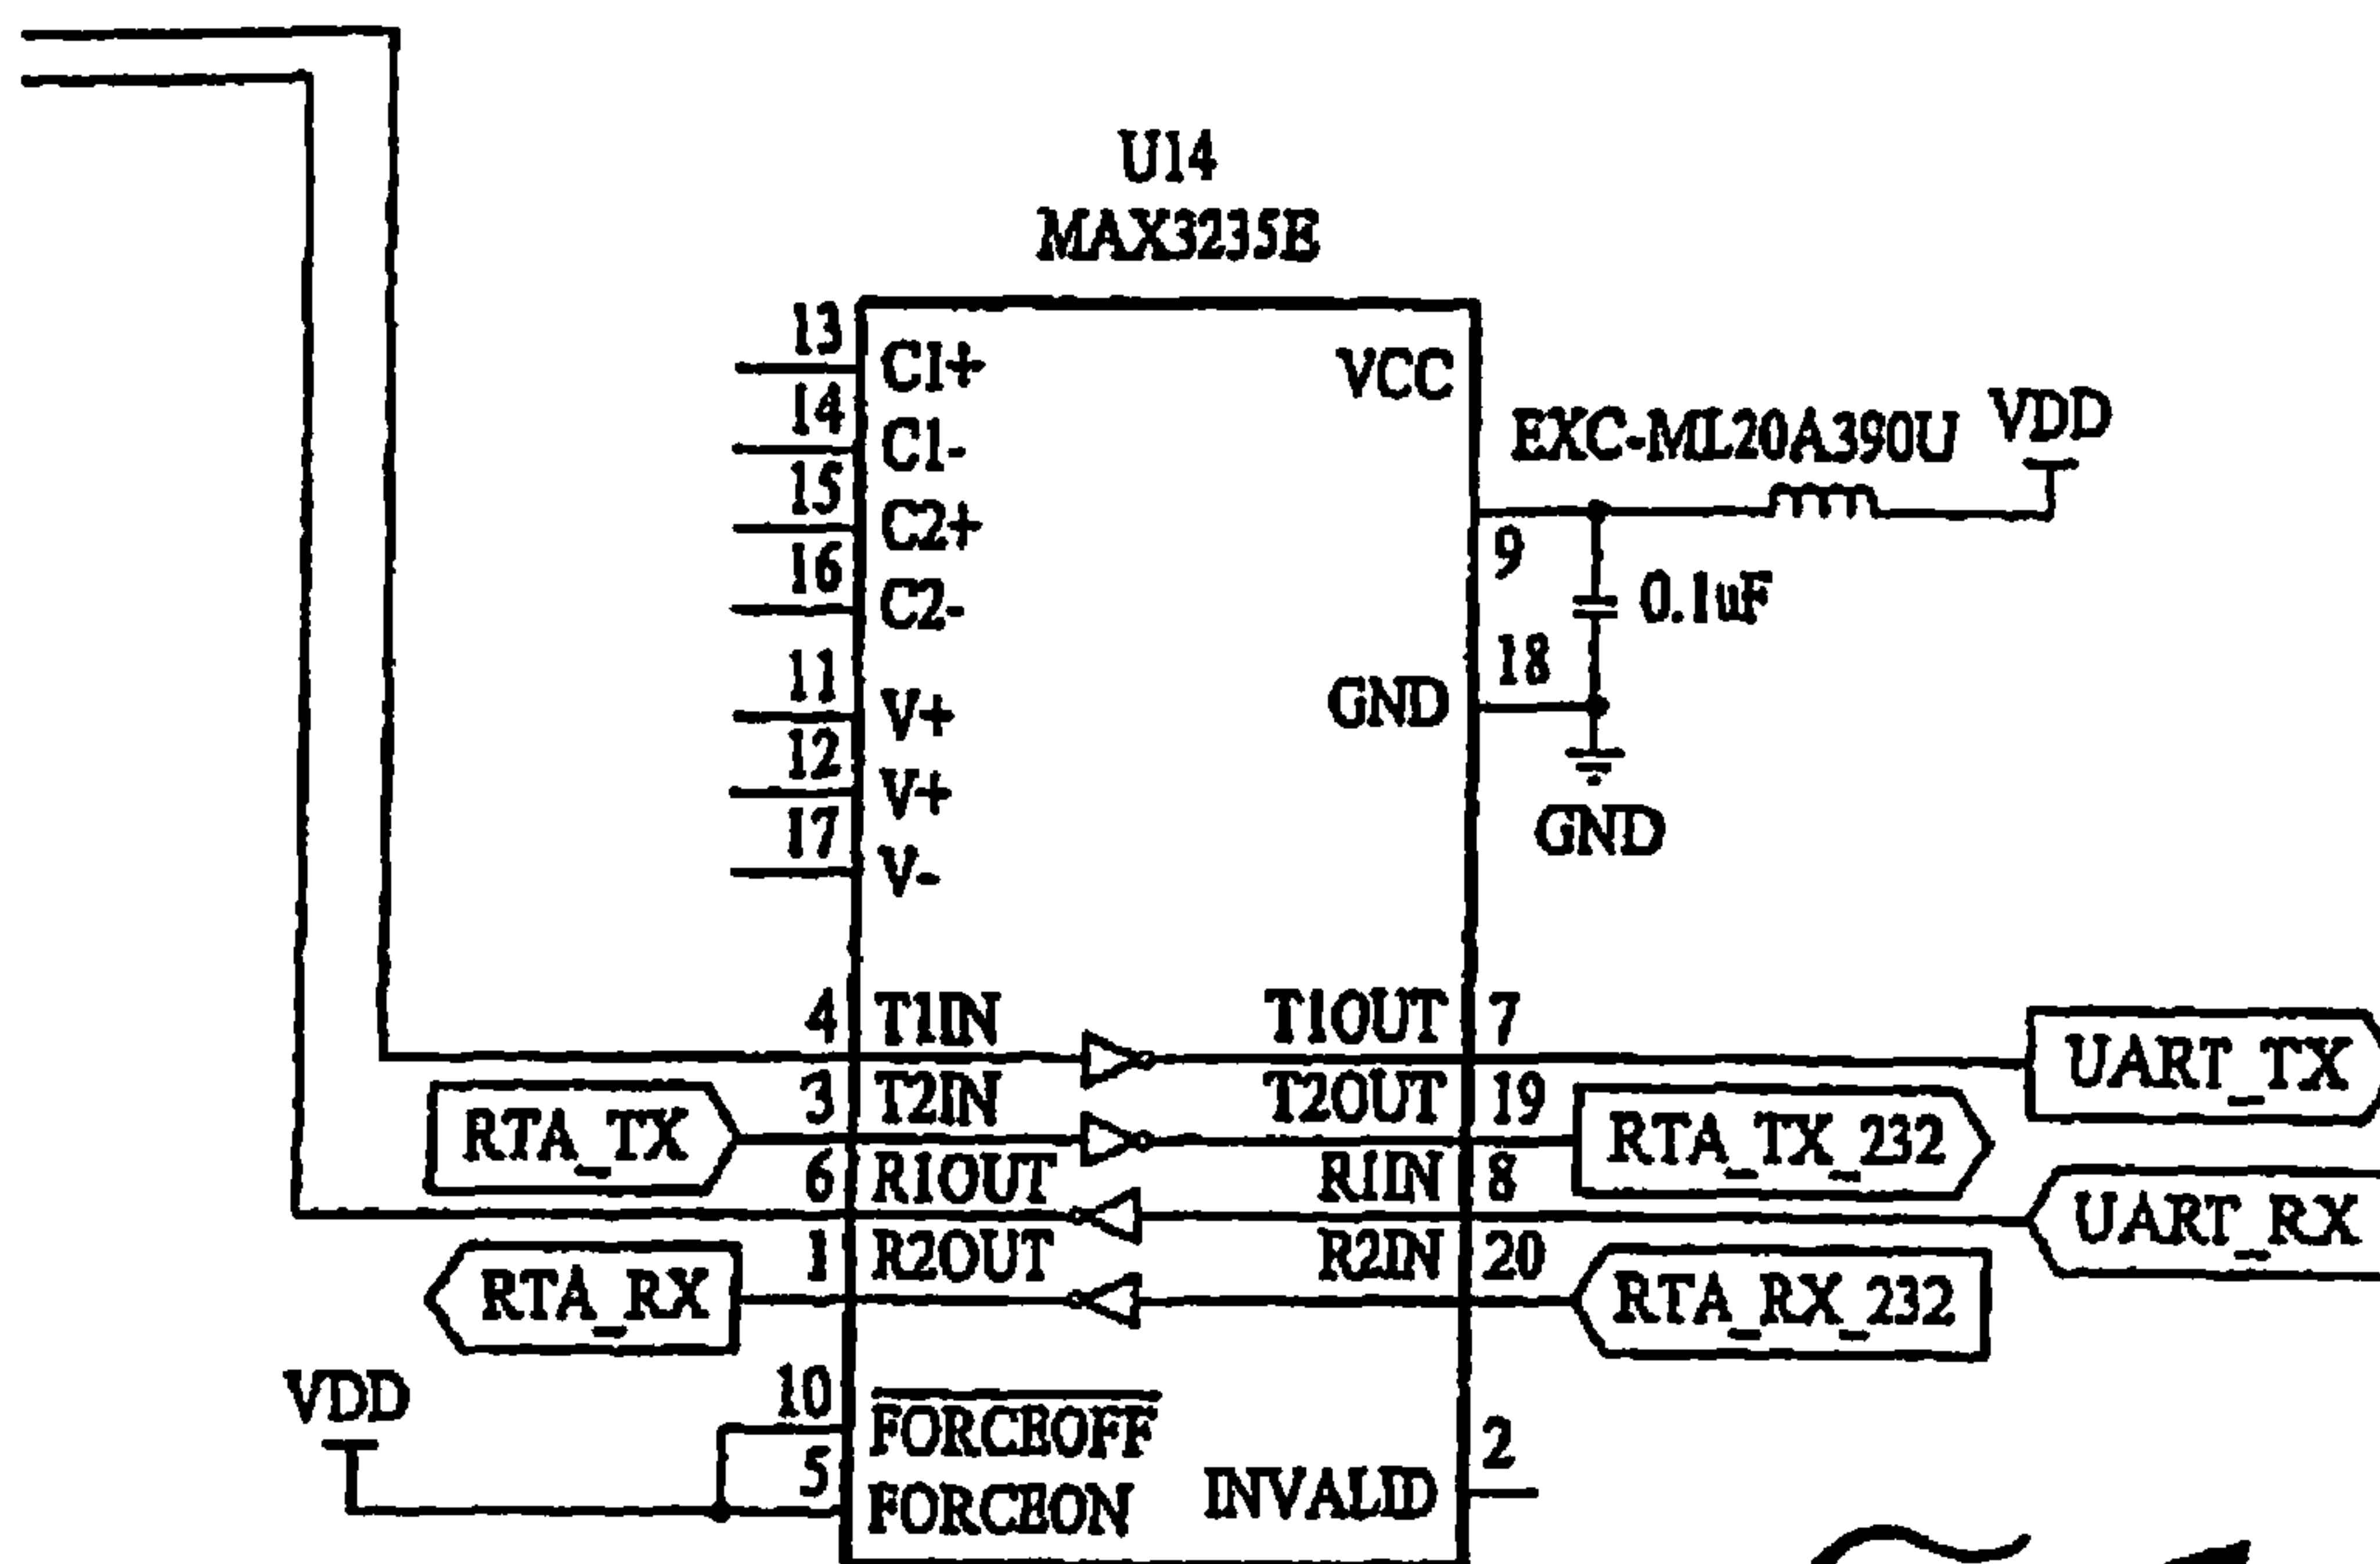 U14
MAX3235E
13 C1+ VCC
14 C1- EXC-ML20A390U VDD
15 C2+ 9
16 C2- 0.1uF
11 V+ GND 18
12 V+
17 V- GND
4 T1IN T1OUT 7 UART_TX
3 T2IN T2OUT 19
RTA_TX RTA_TX_232
6 R1OUT R1IN 8 UART_RX
1 R2OUT R2IN 20
RTA_RX RTA_RX_232
VDD 10 FORCEOFF 2
5 FORCEON INVALID